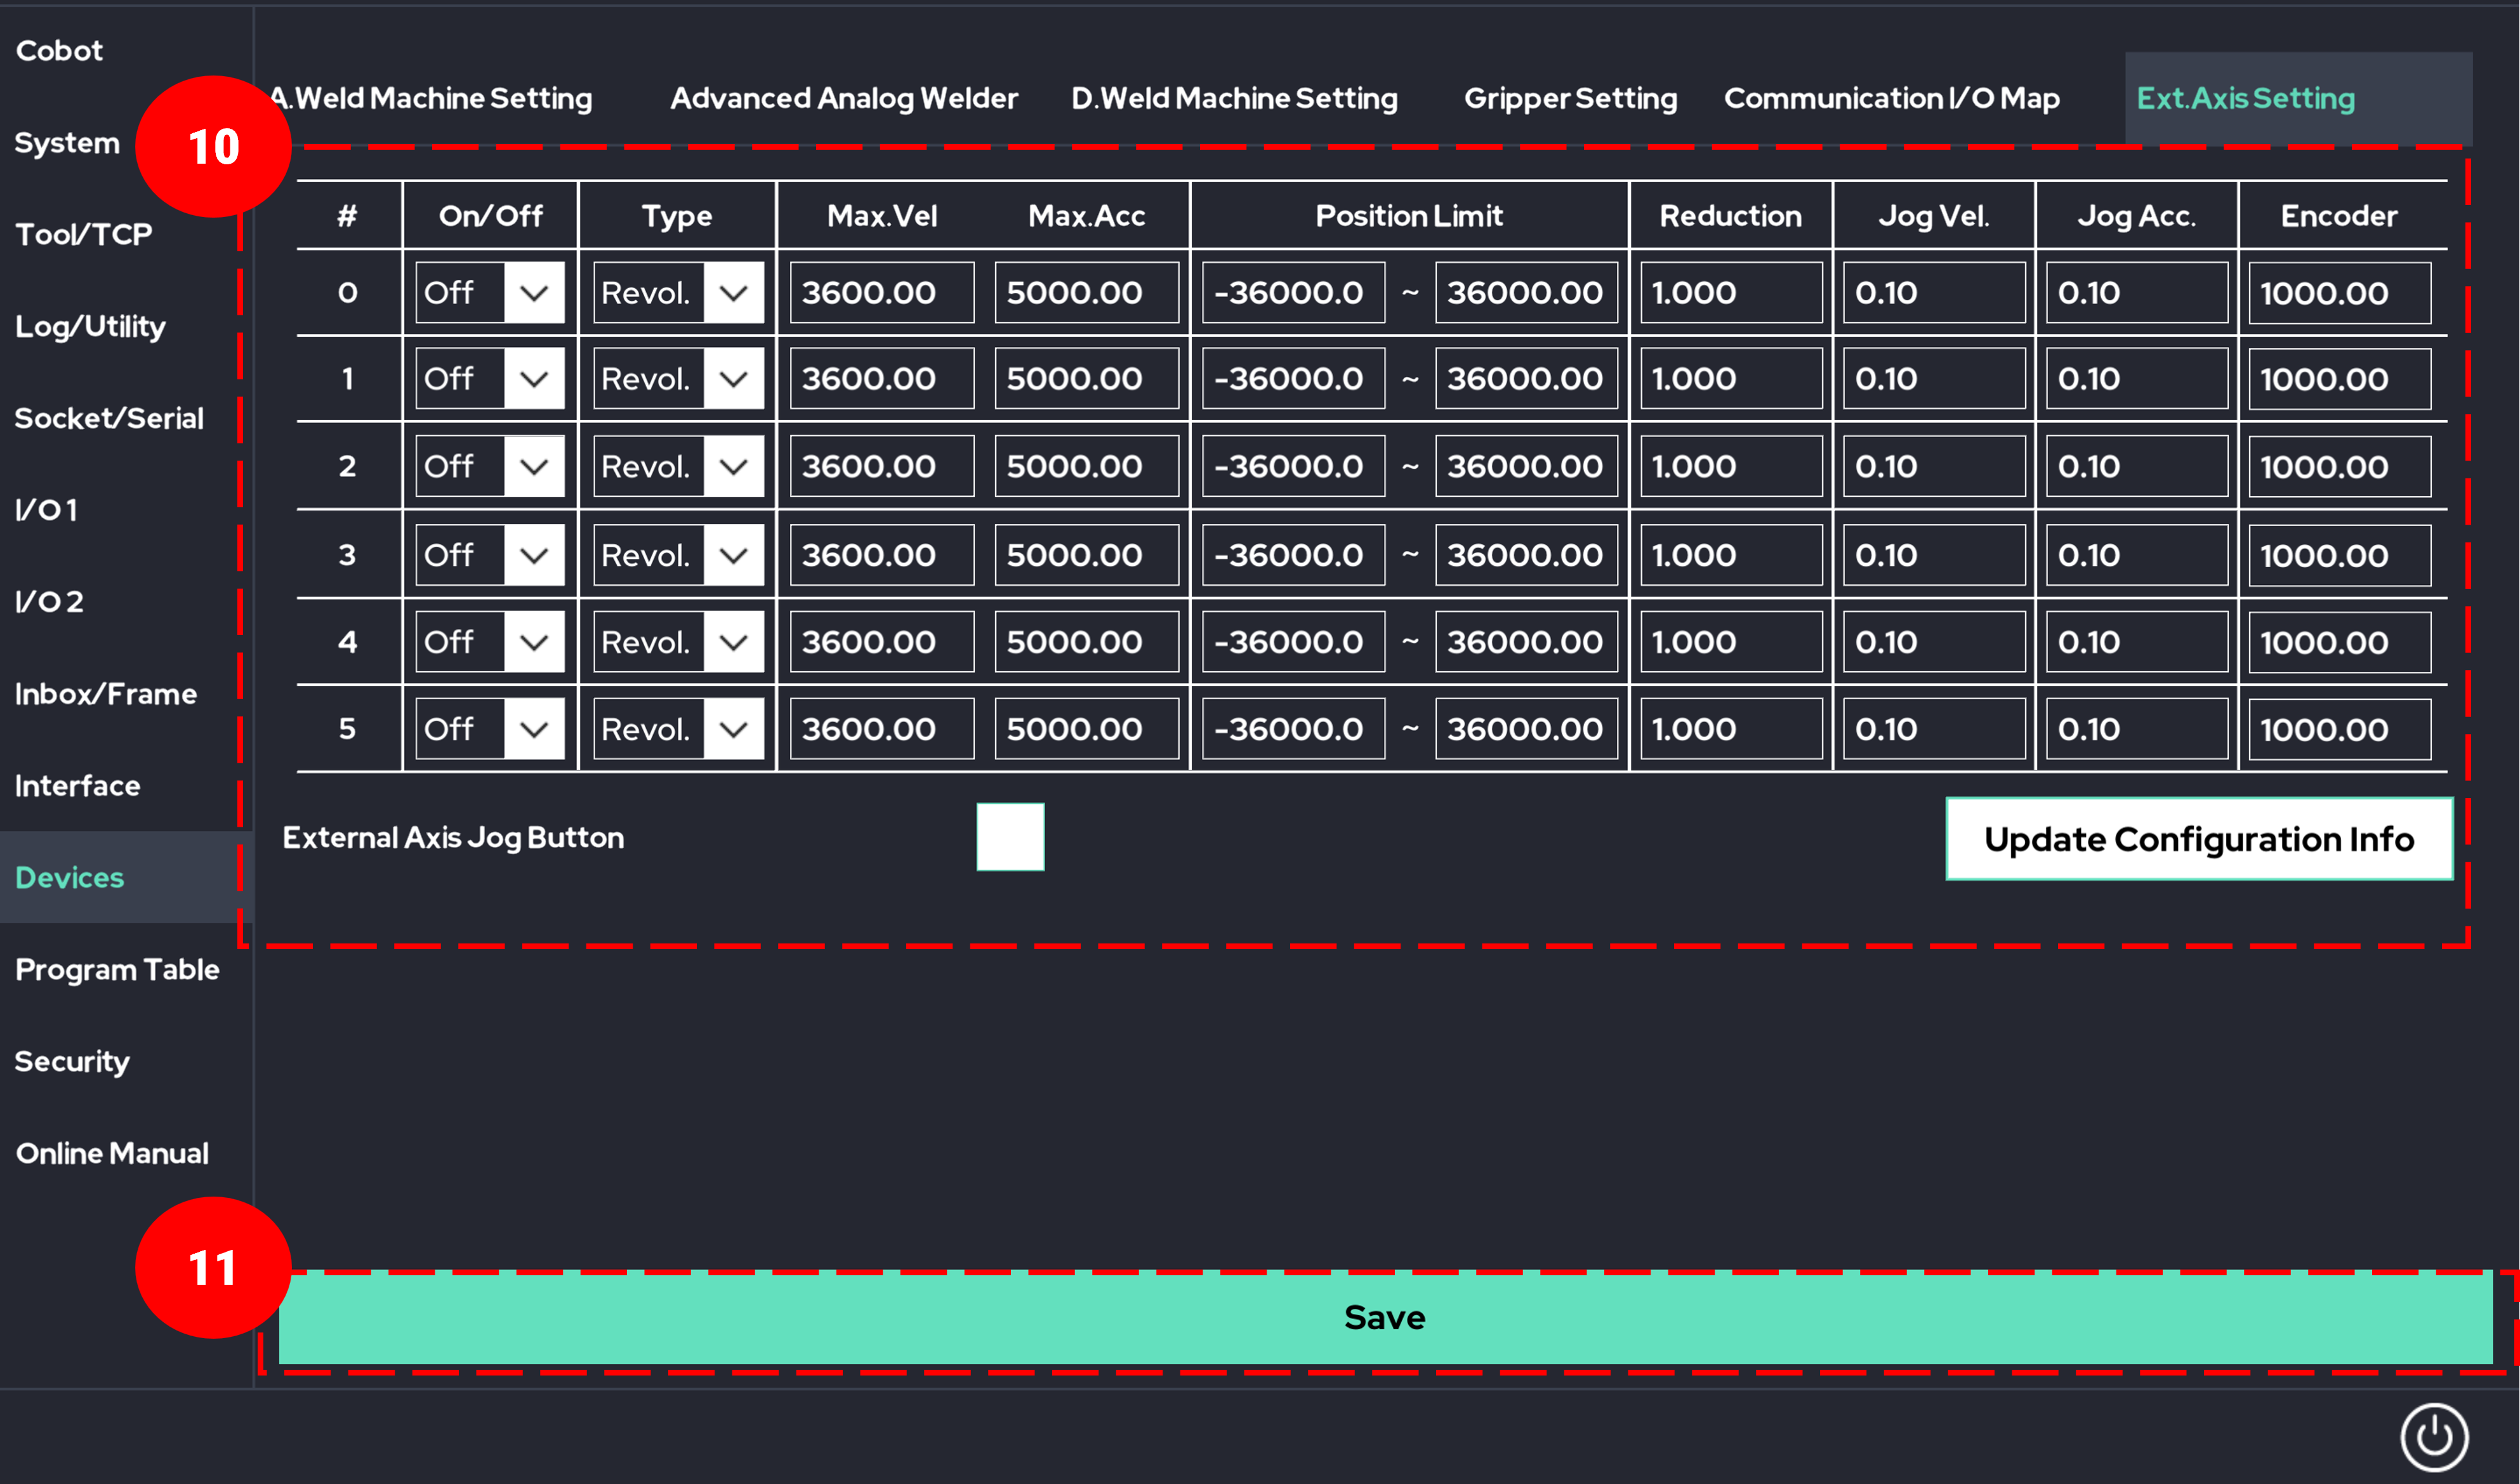 Cobot
System
Tool/TCP
Log/Utility
Socket/Serial
I/O 1
I/O 2
Inbox/Frame
Interface
Devices
Program Table
Security
Online Manual
10
A.Weld Machine Setting Advanced Analog Welder D.Weld Machine Setting Gripper Setting Communication I/O Map Ext.Axis Setting
# On/Off Type Max.Vel Max.Acc Position Limit Reduction Jog Vel. Jog Acc. Encoder
0 Off Revol. 3600.00 5000.00 -36000.0 ~ 36000.00 1.000 0.10 0.10 1000.00
1 Off Revol. 3600.00 5000.00 -36000.0 ~ 36000.00 1.000 0.10 0.10 1000.00
2 Off Revol. 3600.00 5000.00 -36000.0 ~ 36000.00 1.000 0.10 0.10 1000.00
3 Off Revol. 3600.00 5000.00 -36000.0 ~ 36000.00 1.000 0.10 0.10 1000.00
4 Off Revol. 3600.00 5000.00 -36000.0 ~ 36000.00 1.000 0.10 0.10 1000.00
5 Off Revol. 3600.00 5000.00 -36000.0 ~ 36000.00 1.000 0.10 0.10 1000.00
External Axis Jog Button Update Configuration Info
11
Save